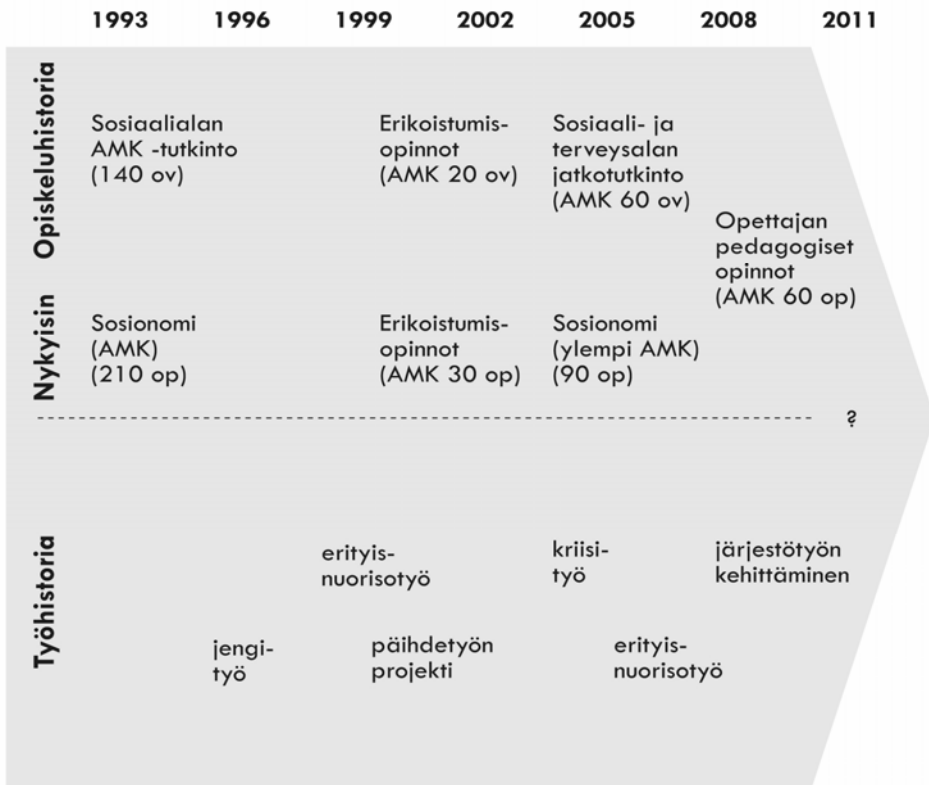 1993 1996 1999 2002 2005 2008 2011
Opiskeluhistoria
Sosiaalialan
AMK -tutkinto
(140 ov)
Erikoistumis-
opinnot
(AMK 20 ov)
Sosiaali- ja
terveysalan
jatkotutkinto
(AMK 60 ov)
Opettajan
pedagogiset
opinnot
(AMK 60 op)
Nykyisin
Sosionomi
(AMK)
(210 op)
Erikoistumis-
opinnot
(AMK 30 op)
Sosionomi
(ylempi AMK)
(90 op)
?
Työhistoria
erityis-
nuorisotyö
kriisi-
työ
järjestötyön
kehittäminen
jengi-
työ
päihdetyön
projekti
erityis-
nuorisotyö